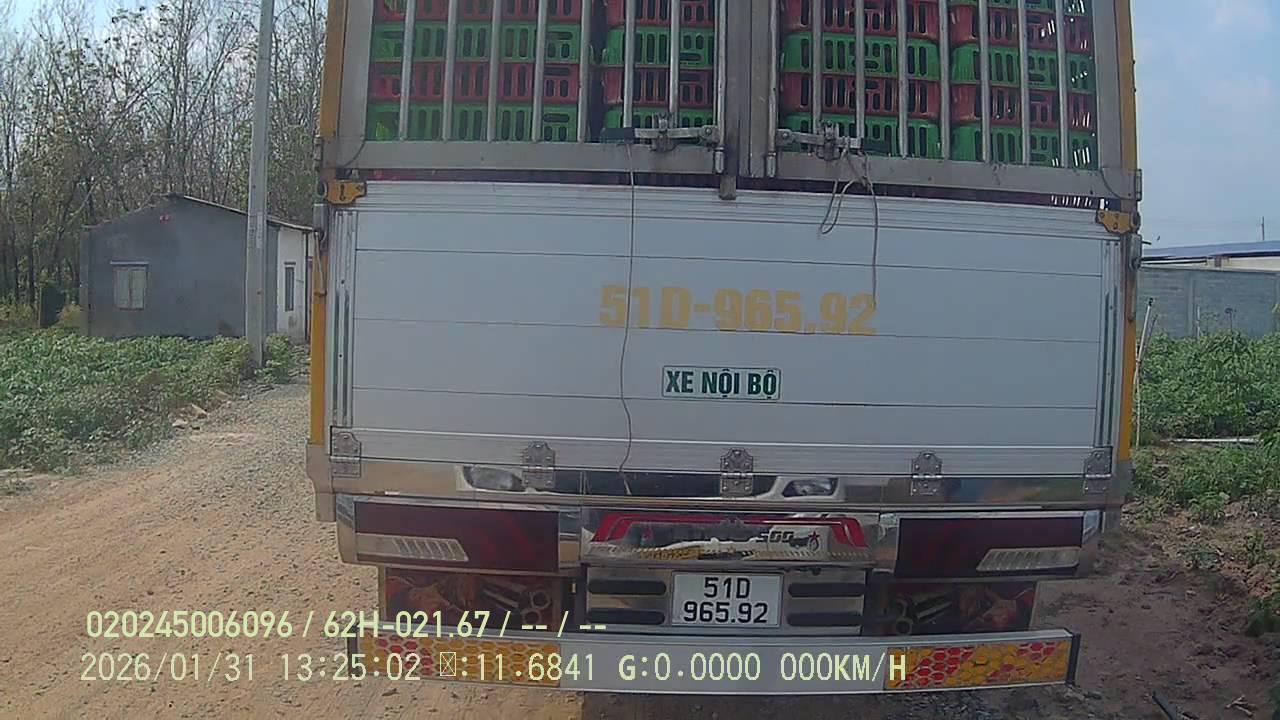 51D-965.92
XE NỘI BỘ
500
51D
965.92
020245006096 / 62H-021.67 / -- / --
2026/01/31 13:25:02 :11.6841 G:0.0000 000KM/H